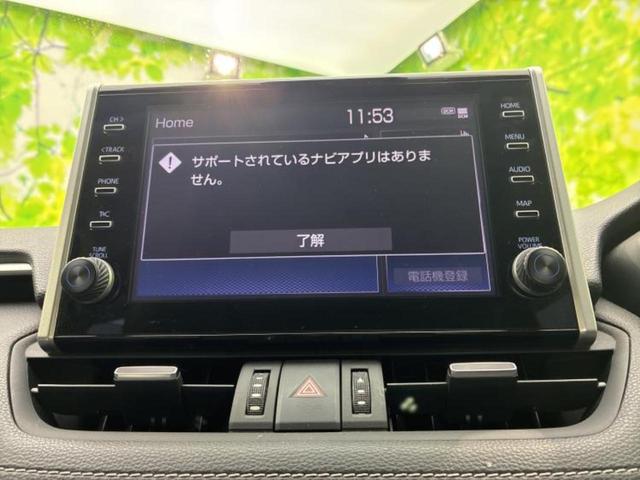 CH >
< TRACK
PHONE
T*C
TUNE
SCROLL
Home
11:53
DCM
サポートされているナビアプリはありま
せん。
了解
電話機登録
HOME
MENU
AUDIO
MAP
POWER
VOLUME